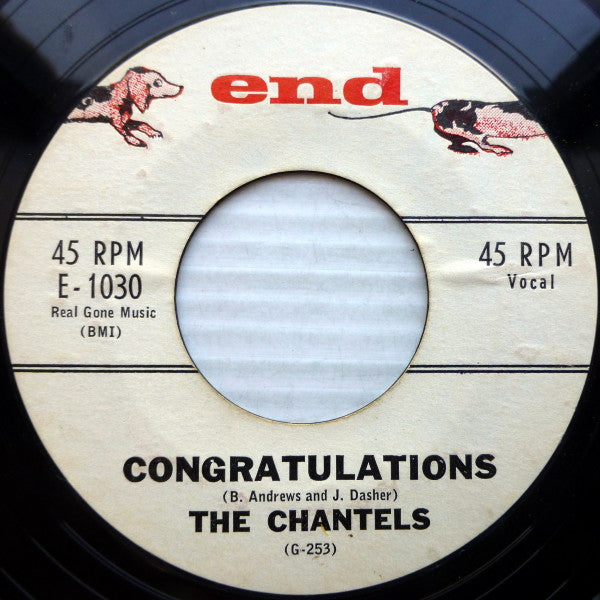 end
45 RPM
E-1030
Real Gone Music
(BMI)
45 RPM
Vocal
CONGRATULATIONS
(B. Andrews and J. Dasher)
THE CHANTELS
(G-253)